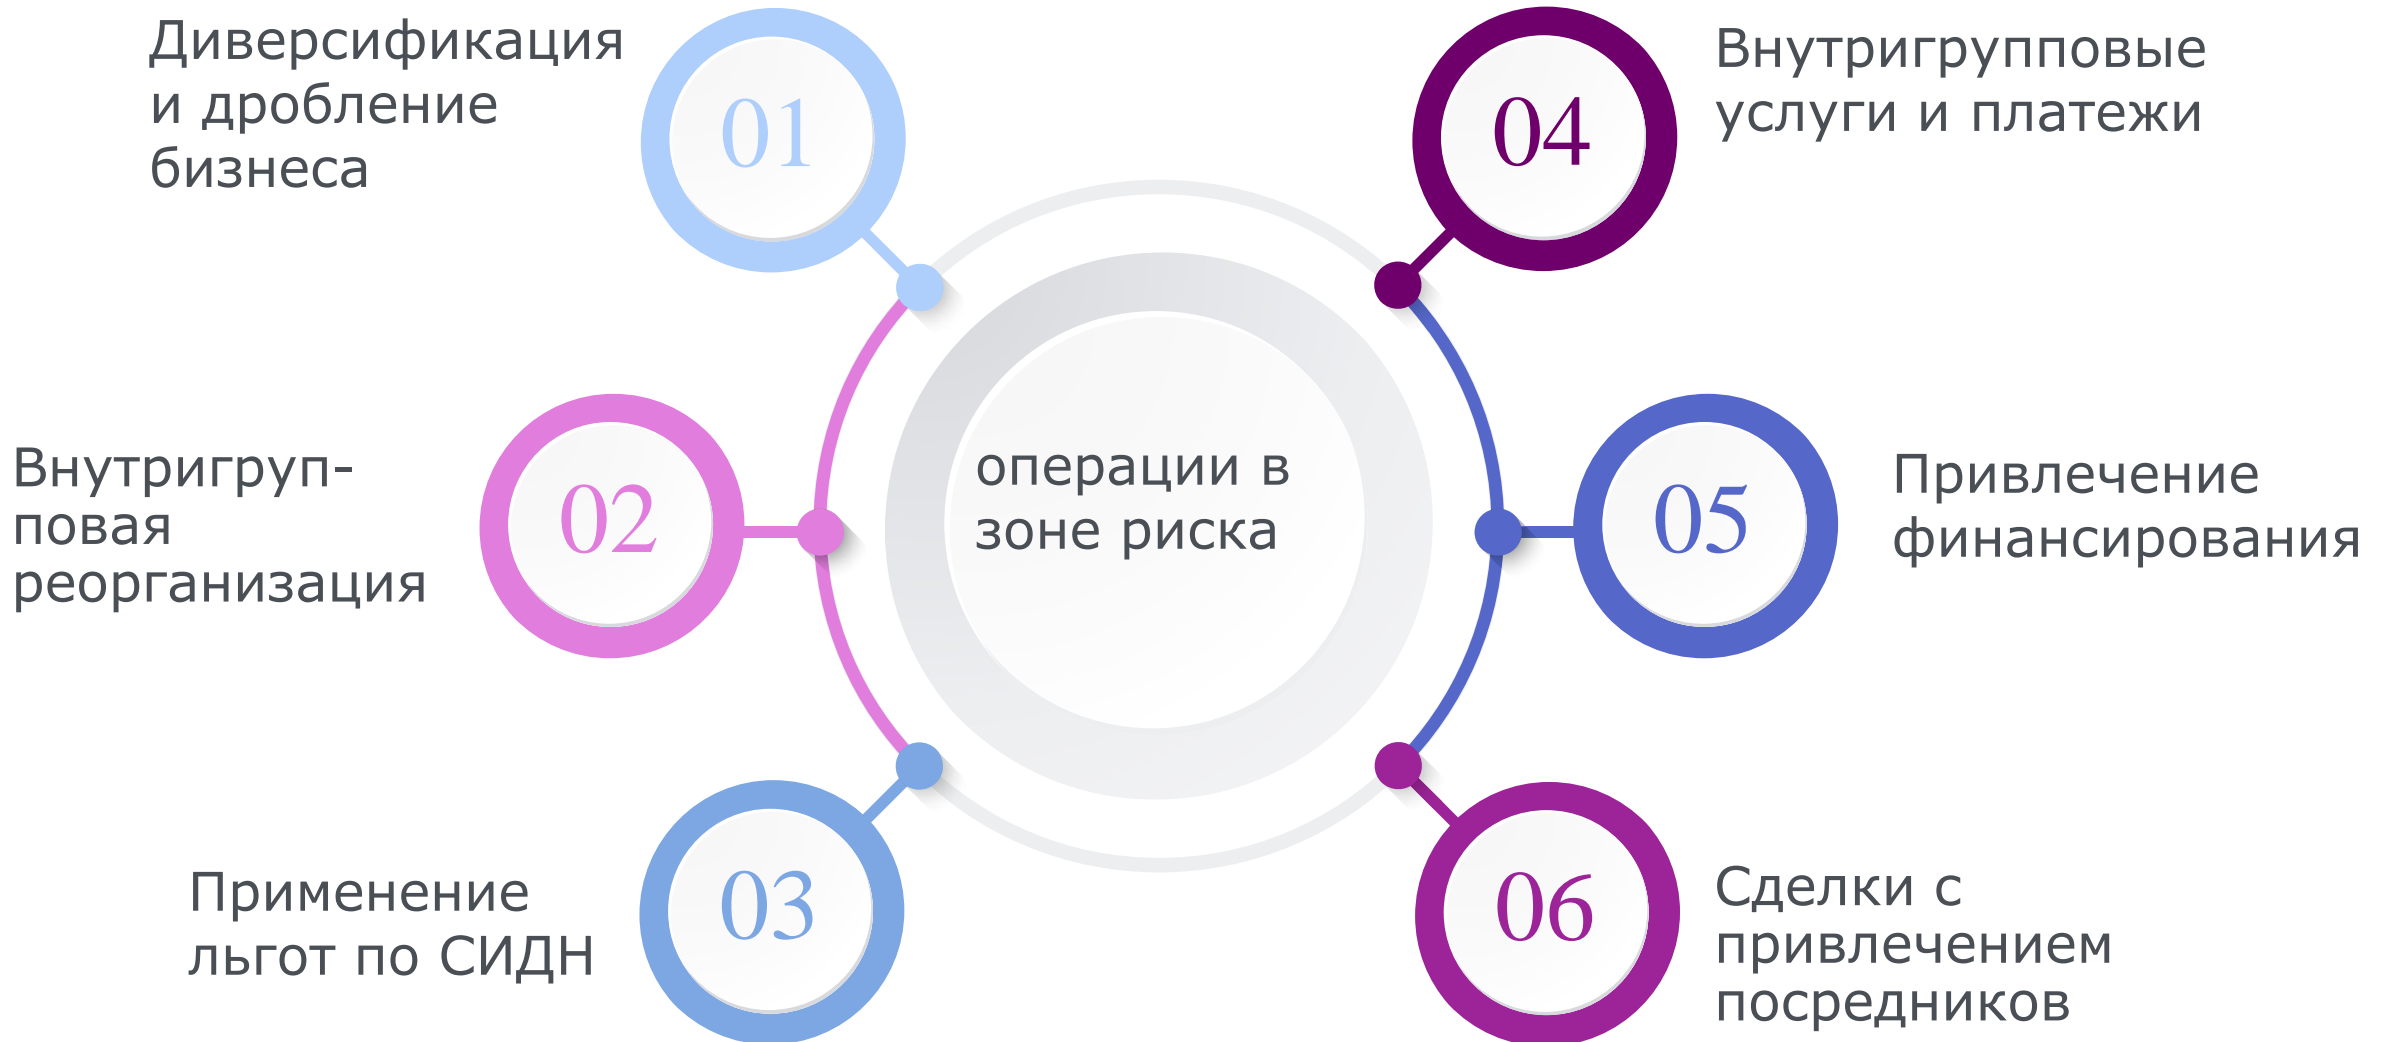 Диверсификация
и дробление
бизнеса
01
Внутригруп-
повая
реорганизация
02
Применение
льгот по СИДН
03
операции в
зоне риска
04
Внутригрупповые
услуги и платежи
05
Привлечение
финансирования
06
Сделки с
привлечением
посредников